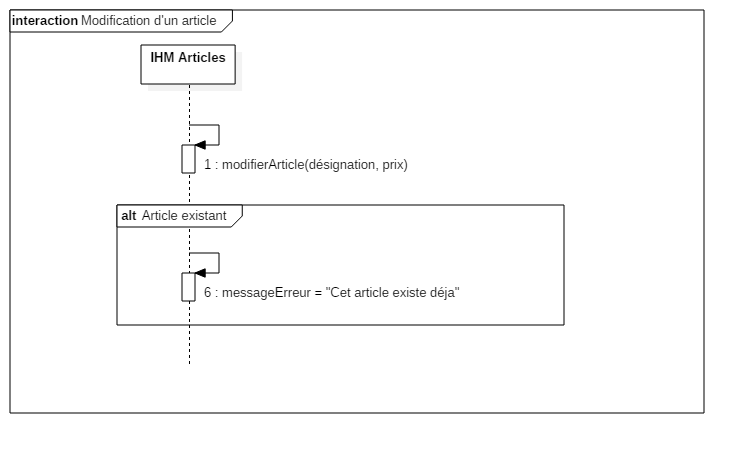 interaction Modification d'un article
IHM Articles
1 : modifierArticle(désignation, prix)
alt Article existant
6 : messageErreur = "Cet article existe déja"